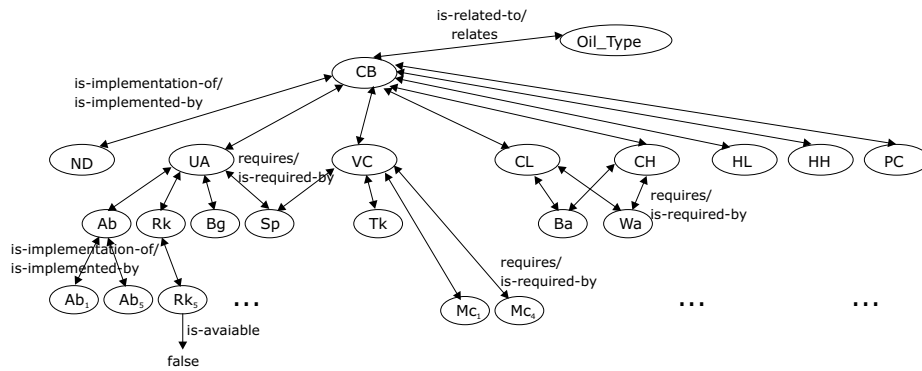 is-related-to/
relates
Oil_Type
CB
is-implementation-of/
is-implemented-by
ND
UA
requires/
is-required-by
VC
CL
CH
HL
HH
PC
requires/
is-required-by
Ab
Rk
Bg
Sp
Tk
Ba
Wa
is-implementation-of/
is-implemented-by
requires/
is-required-by
Ab1
Ab5
Rk5
...
Mc1
Mc4
...
...
is-avaiable
false